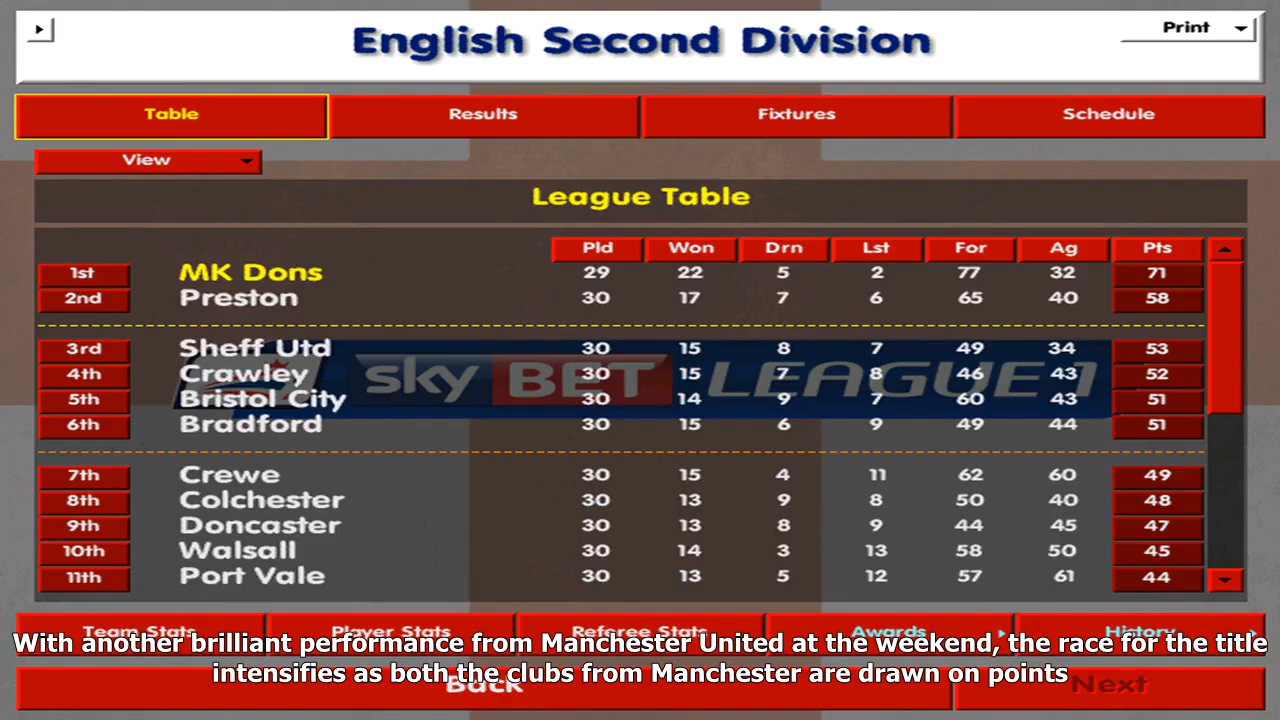 English Second Division
Print
Table Results Fixtures Schedule
View
League Table
Pld Won Drn Lst For Ag Pts
1st MK Dons 29 22 5 2 77 32 71
2nd Preston 30 17 7 6 65 40 58
3rd Sheff Utd 30 15 8 7 49 34 53
4th Crawley 30 15 7 8 46 43 52
5th Bristol City 30 14 9 7 60 43 51
6th Bradford 30 15 6 9 49 44 51
sky BET LEAGUE1
7th Crewe 30 15 4 11 62 60 49
8th Colchester 30 13 9 8 50 40 48
9th Doncaster 30 13 8 9 44 45 47
10th Walsall 30 14 3 13 58 50 45
11th Port Vale 30 13 5 12 57 61 44
Team Stats Player Stats Referee Stats Awards History
With another brilliant performance from Manchester United at the weekend, the race for the title
intensifies as both the clubs from Manchester are drawn on points
Back Next